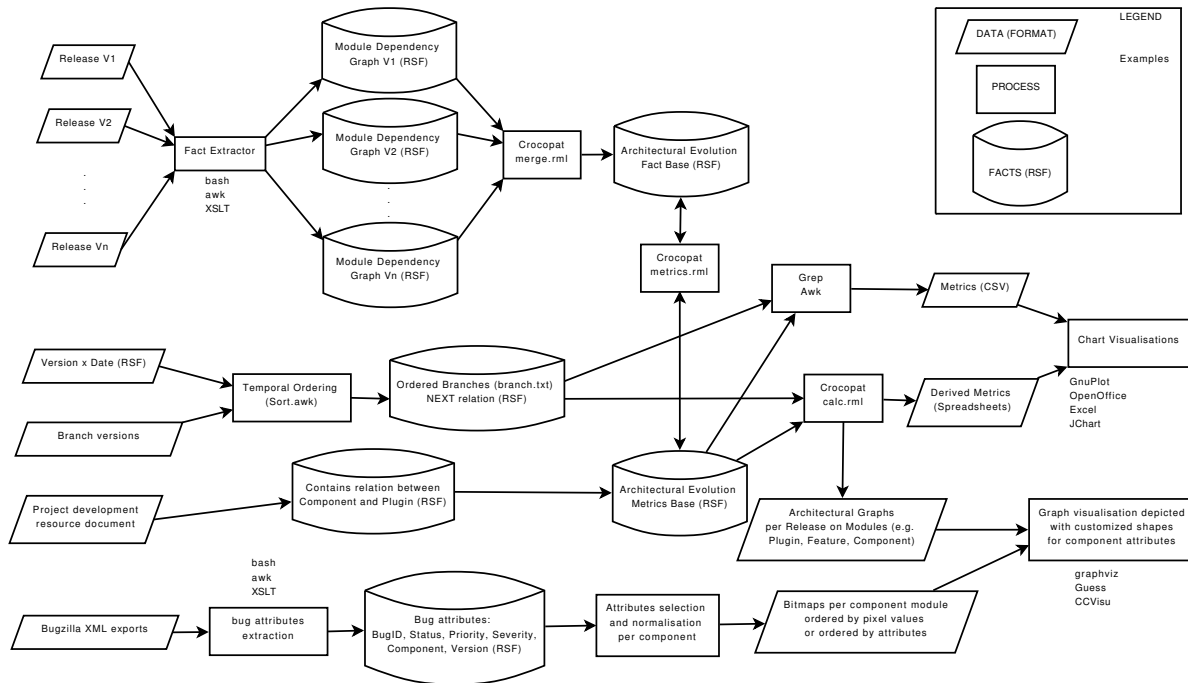 Release V1
Release V2
.
.
.
Release Vn
Fact Extractor
bash
awk
XSLT
Module Dependency
Graph V1 (RSF)
Module Dependency
Graph V2 (RSF)
.
.
.
Module Dependency
Graph Vn (RSF)
Crocopat
merge.rml
Architectural Evolution
Fact Base (RSF)
LEGEND
DATA (FORMAT)
Examples
PROCESS
FACTS (RSF)
Crocopat
metrics.rml
Grep
Awk
Metrics (CSV)
Chart Visualisations
GnuPlot
OpenOffice
Excel
JChart
Version x Date (RSF)
Branch versions
Temporal Ordering
(Sort.awk)
Ordered Branches (branch.txt)
NEXT relation (RSF)
Crocopat
calc.rml
Derived Metrics
(Spreadsheets)
Project development
resource document
Contains relation between
Component and Plugin (RSF)
Architectural Evolution
Metrics Base (RSF)
Architectural Graphs
per Release on Modules (e.g.
Plugin, Feature, Component)
Graph visualisation depicted
with customized shapes
for component attributes
graphviz
Guess
CCVisu
Bugzilla XML exports
bash
awk
XSLT
bug attributes
extraction
Bug attributes:
BugID, Status, Priority, Severity,
Component, Version (RSF)
Attributes selection
and normalisation
per component
Bitmaps per component module
ordered by pixel values
or ordered by attributes